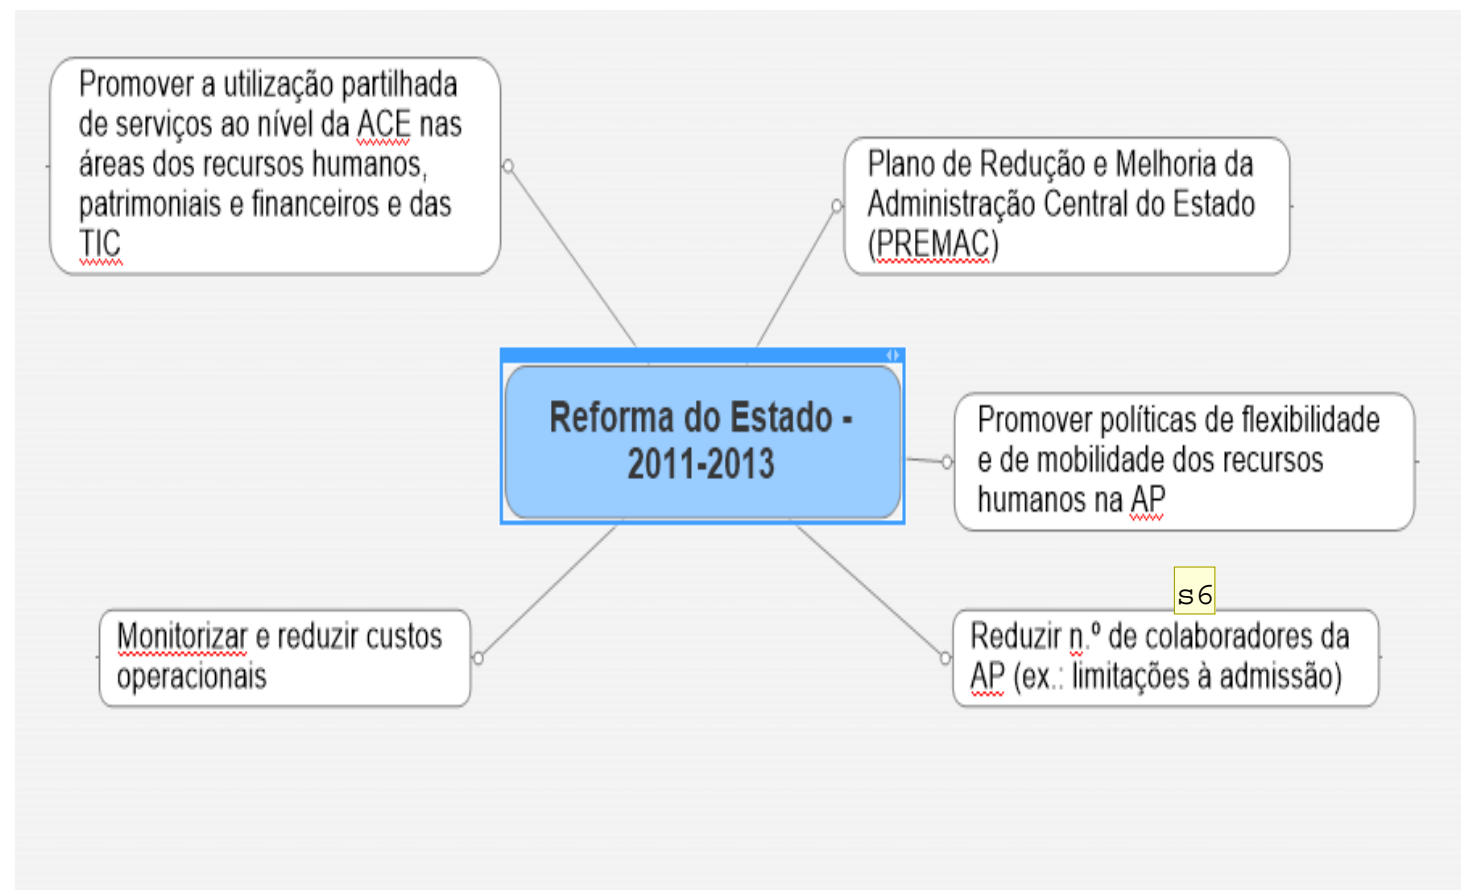 Promover a utilização partilhada
de serviços ao nível da ACE nas
áreas dos recursos humanos,
patrimoniais e financeiros e das
TIC
Plano de Redução e Melhoria da
Administração Central do Estado
(PREMAC)
Reforma do Estado -
2011-2013
Promover políticas de flexibilidade
e de mobilidade dos recursos
humanos na AP
s6
Monitorizar e reduzir custos
operacionais
Reduzir n.º de colaboradores da
AP (ex.: limitações à admissão)